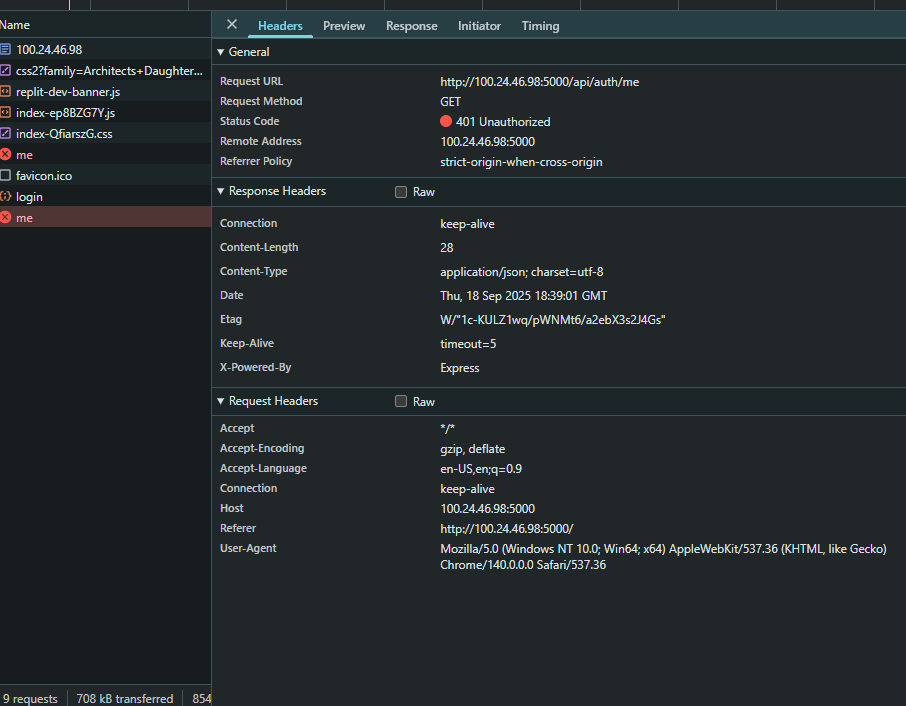 Name
100.24.46.98
css2?family=Architects+Daughter...
replit-dev-banner.js
index-ep8BZG7Y.js
index-QfiarszG.css
me
favicon.ico
login
me
9 requests 708 kB transferred 854
Headers Preview Response Initiator Timing
General
Request URL http://100.24.46.98:5000/api/auth/me
Request Method GET
Status Code 401 Unauthorized
Remote Address 100.24.46.98:5000
Referrer Policy strict-origin-when-cross-origin
Response Headers Raw
Connection keep-alive
Content-Length 28
Content-Type application/json; charset=utf-8
Date Thu, 18 Sep 2025 18:39:01 GMT
Etag W/"1c-KULZ1wq/pWNMt6/a2ebX3s2J4Gs"
Keep-Alive timeout=5
X-Powered-By Express
Request Headers Raw
Accept */*
Accept-Encoding gzip, deflate
Accept-Language en-US,en;q=0.9
Connection keep-alive
Host 100.24.46.98:5000
Referer http://100.24.46.98:5000/
User-Agent Mozilla/5.0 (Windows NT 10.0; Win64; x64) AppleWebKit/537.36 (KHTML, like Gecko)
Chrome/140.0.0.0 Safari/537.36